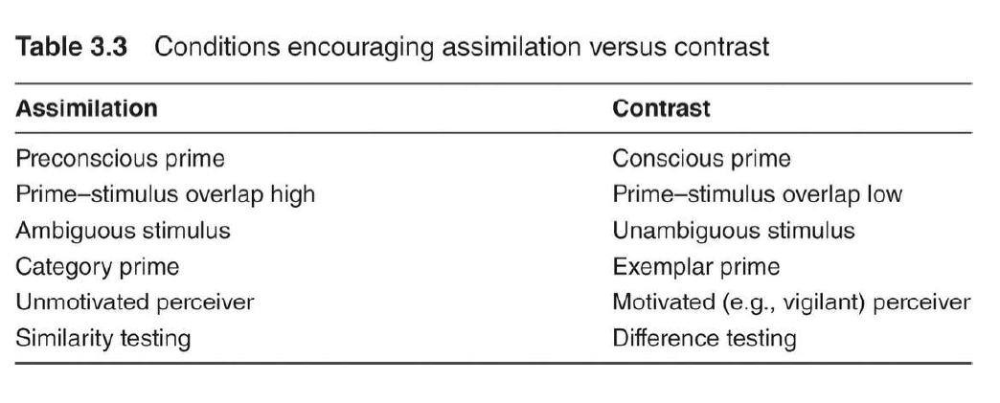 Table 3.3 Conditions encouraging assimilation versus contrast
Assimilation Contrast
Preconscious prime Conscious prime
Prime–stimulus overlap high Prime–stimulus overlap low
Ambiguous stimulus Unambiguous stimulus
Category prime Exemplar prime
Unmotivated perceiver Motivated (e.g., vigilant) perceiver
Similarity testing Difference testing